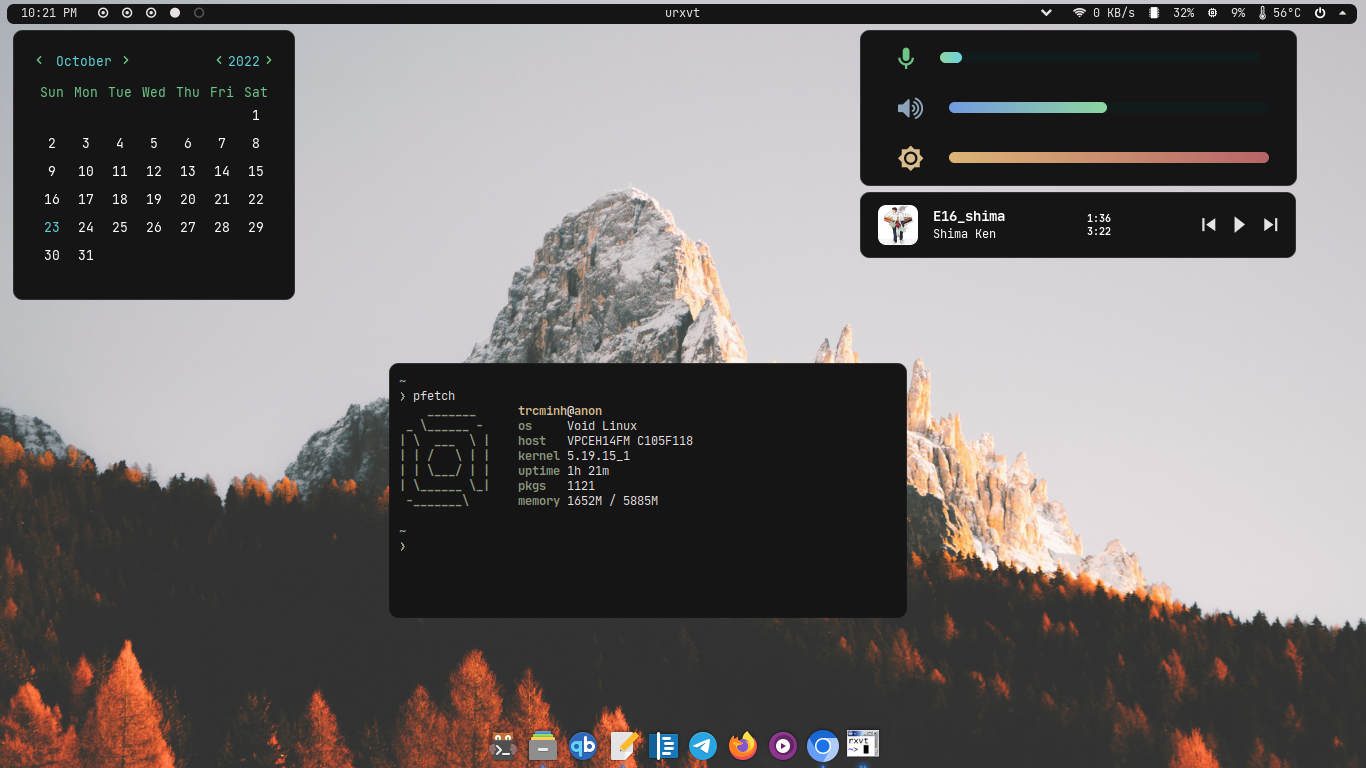 10:21 PM
urxvt
0 KB/s 32% 9% 56°C
October 2022
Sun Mon Tue Wed Thu Fri Sat
1
2 3 4 5 6 7 8
9 10 11 12 13 14 15
16 17 18 19 20 21 22
23 24 25 26 27 28 29
30 31
E16_shima
Shima Ken
1:36
3:22
~
❯ pfetch
trcminh@anon
os Void Linux
host VPCEH14FM C105F118
kernel 5.19.15_1
uptime 1h 21m
pkgs 1121
memory 1652M / 5885M
~
❯
qb
rxvt
~>